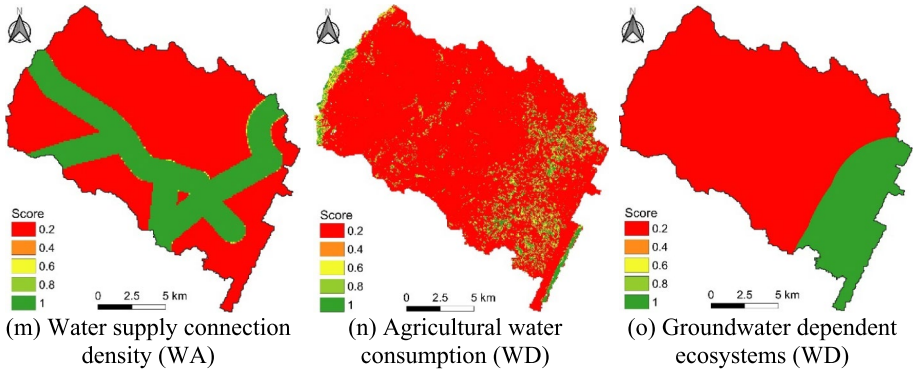 N
Score
0.2
0.4
0.6
0.8
1
0 2.5 5 km
(m) Water supply connection
density (WA)
N
Score
0.2
0.4
0.6
0.8
1
0 2.5 5 km
(n) Agricultural water
consumption (WD)
N
Score
0.2
0.4
0.6
0.8
1
0 2.5 5 km
(o) Groundwater dependent
ecosystems (WD)